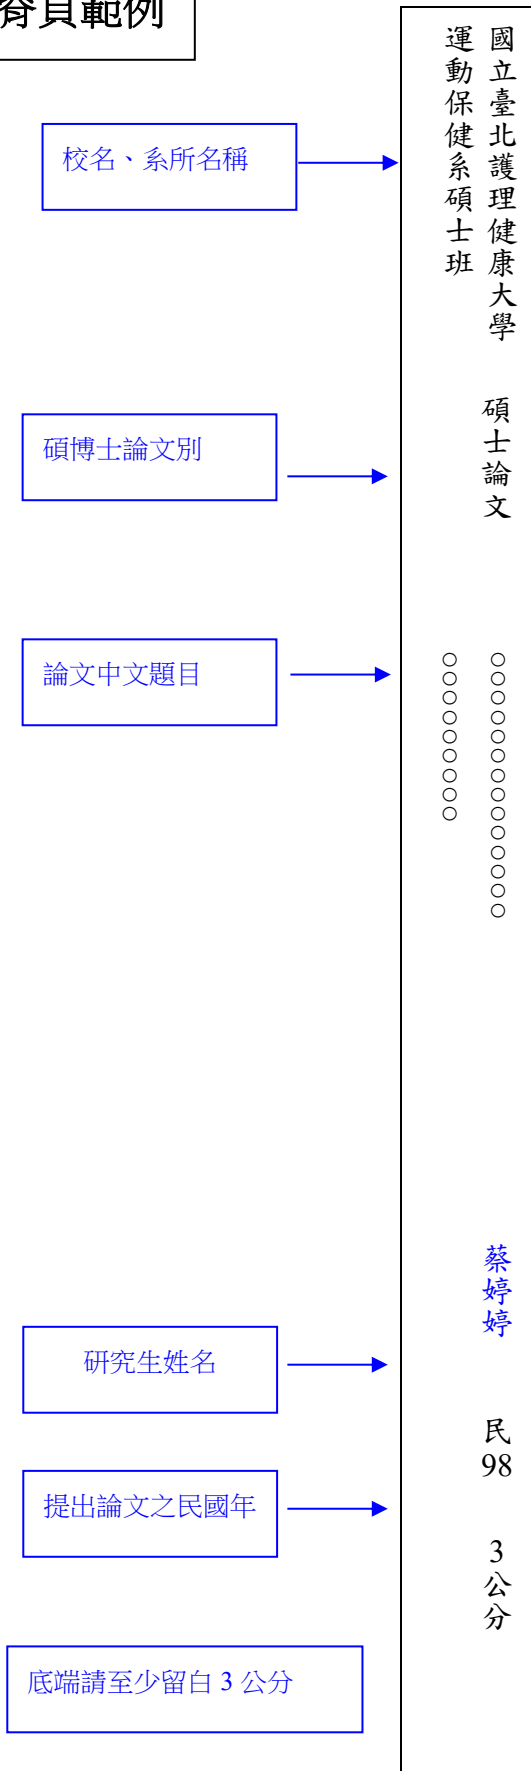 脊頁範例
校名、系所名稱
碩博士論文別
論文中文題目
研究生姓名
提出論文之民國年
底端請至少留白 3 公分
國立臺北護理健康大學
運動保健系碩士班
碩士論文
○○○○○○○○○○○○○○
○○○○○○○○○
蔡婷婷
民98
3公分